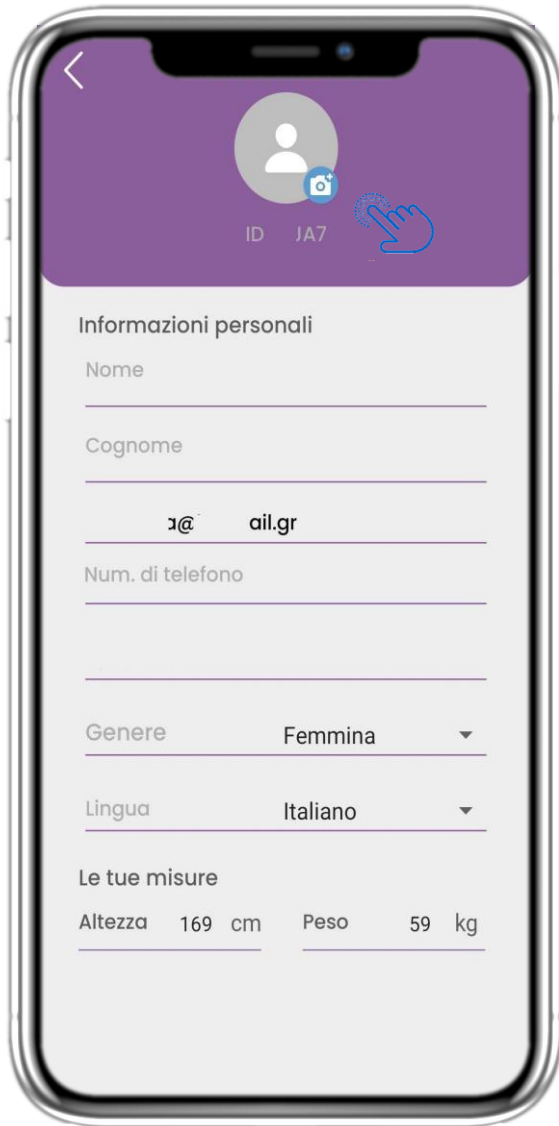 ID JA7
Informazioni personali
Nome
Cognome
a@ ail.gr
Num. di telefono
Genere Femmina
Lingua Italiano
Le tue misure
Altezza 169 cm Peso 59 kg